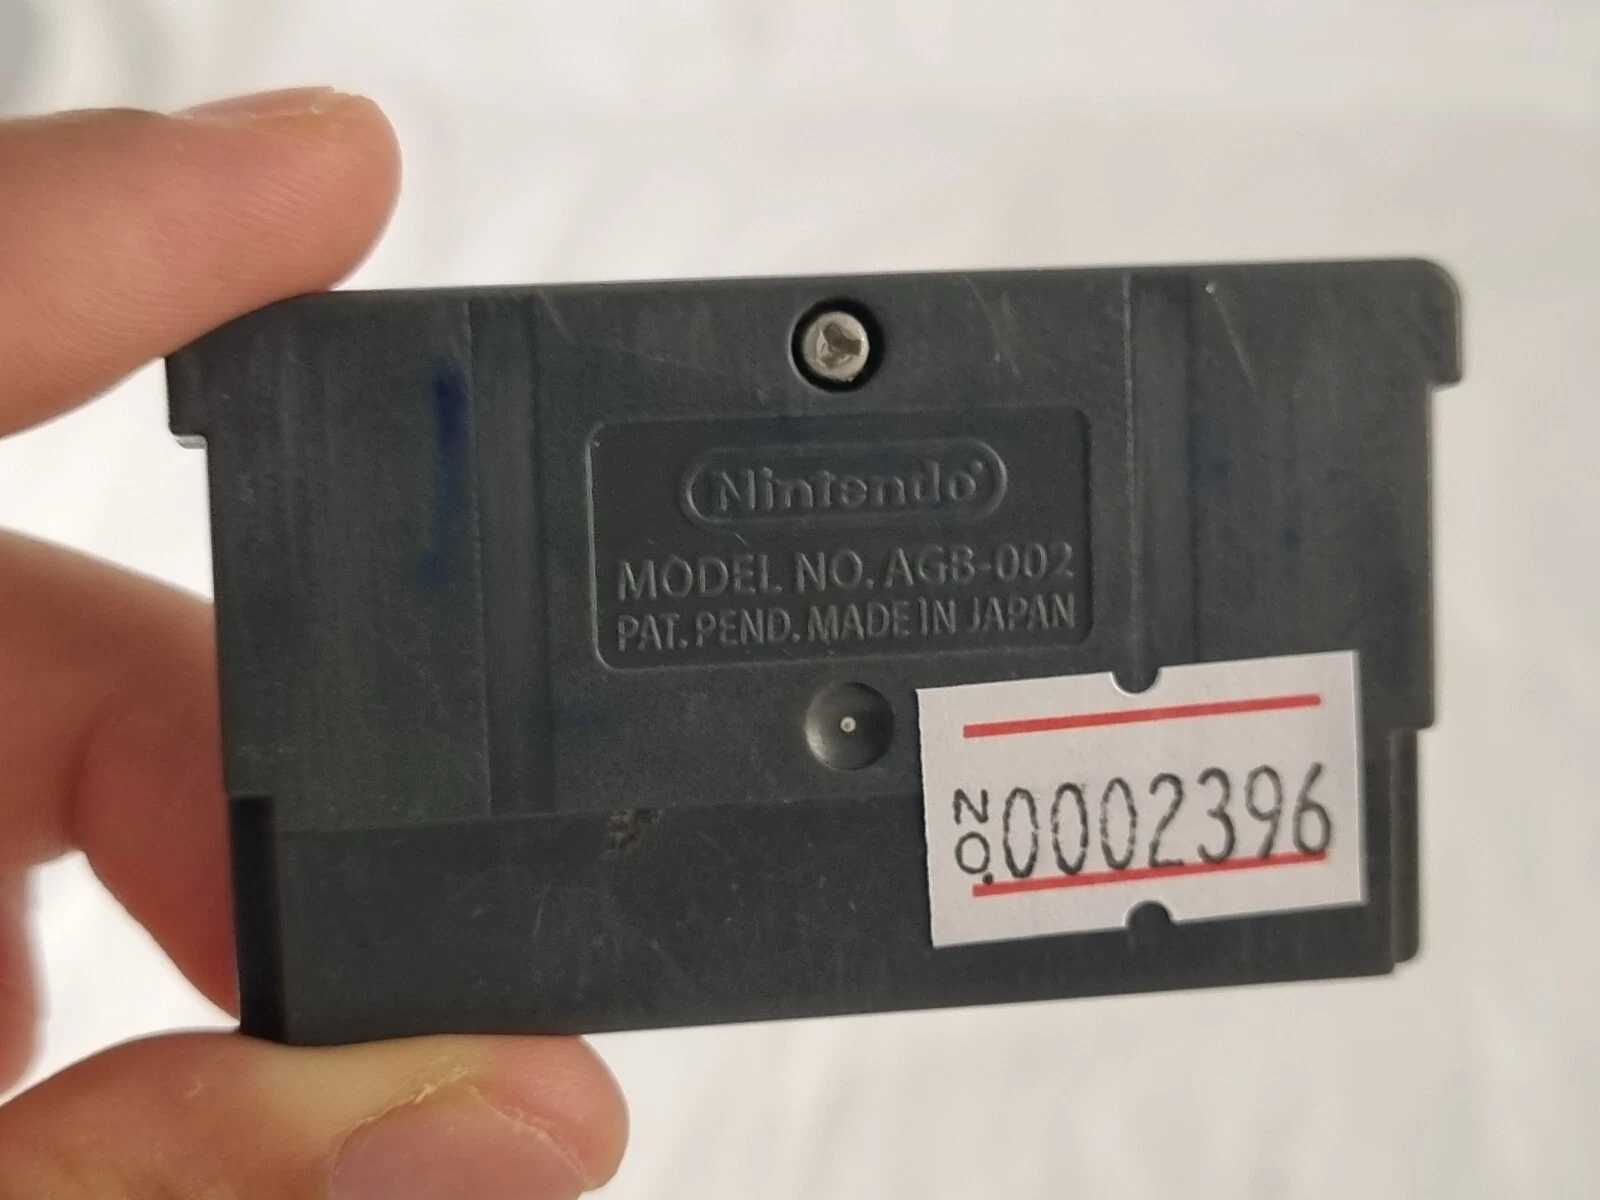 Nintendo
MODEL NO. AGB-002
PAT. PEND. MADE IN JAPAN
NO. 0002396